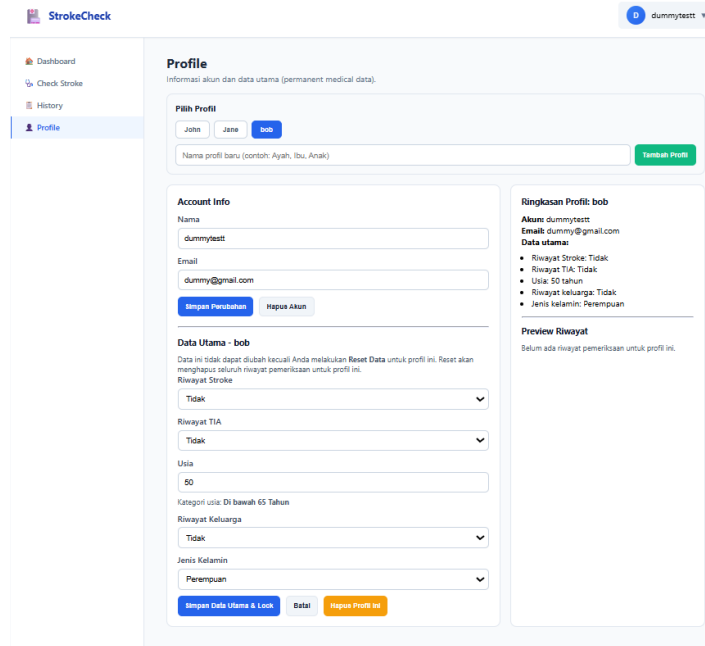 StrokeCheck
D dummytestt
Dashboard
Check Stroke
History
Profile
Profile
Informasi akun dan data utama (permanent medical data).
Pilih Profil
John Jane bob
Nama profil baru (contoh: Ayah, Ibu, Anak) Tambah Profil
Account Info
Nama
dummytestt
Email
dummy@gmail.com
Simpan Perubahan Hapus Akun
Data Utama - bob
Data ini tidak dapat diubah kecuali Anda melakukan Reset Data untuk profil ini. Reset akan
menghapus seluruh riwayat pemeriksaan untuk profil ini.
Riwayat Stroke
Tidak
Riwayat TIA
Tidak
Usia
50
Kategori usia: Di bawah 65 Tahun
Riwayat Keluarga
Tidak
Jenis Kelamin
Perempuan
Simpan Data Utama & Lock Batal Hapus Profil Ini
Ringkasan Profil: bob
Akun: dummytestt
Email: dummy@gmail.com
Data utama:
Riwayat Stroke: Tidak
Riwayat TIA: Tidak
Usia: 50 tahun
Riwayat keluarga: Tidak
Jenis kelamin: Perempuan
Preview Riwayat
Belum ada riwayat pemeriksaan untuk profil ini.